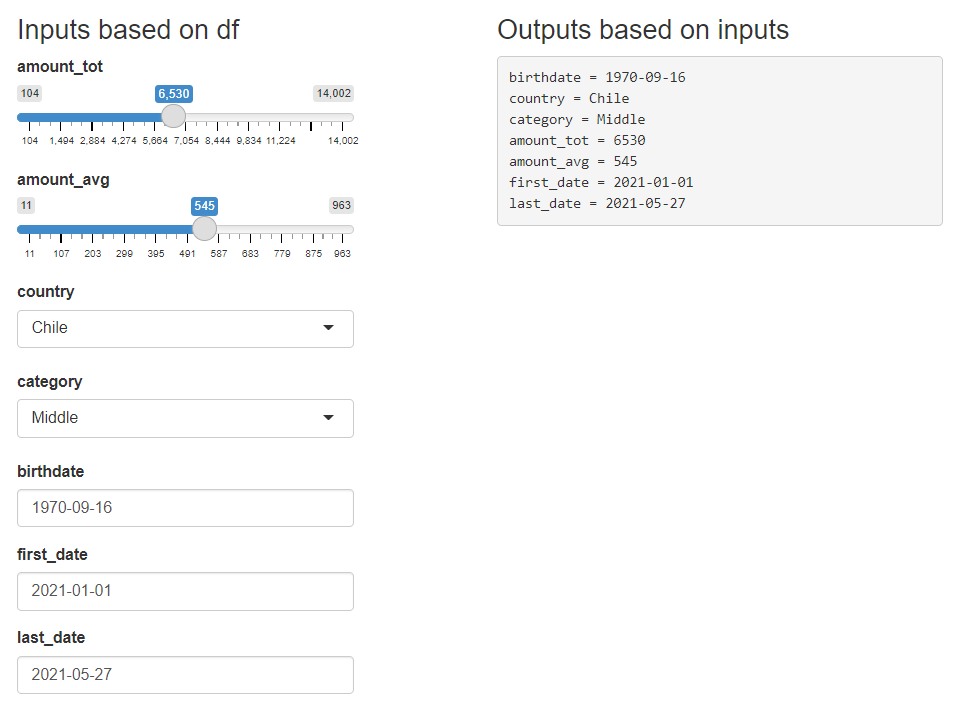 Inputs based on df
amount_tot
104 6,530 14,002
104 1,494 2,884 4,274 5,664 7,054 8,444 9,834 11,224 14,002
amount_avg
11 545 963
11 107 203 299 395 491 587 683 779 875 963
country
Chile
category
Middle
birthdate
1970-09-16
first_date
2021-01-01
last_date
2021-05-27
Outputs based on inputs
birthdate = 1970-09-16
country = Chile
category = Middle
amount_tot = 6530
amount_avg = 545
first_date = 2021-01-01
last_date = 2021-05-27